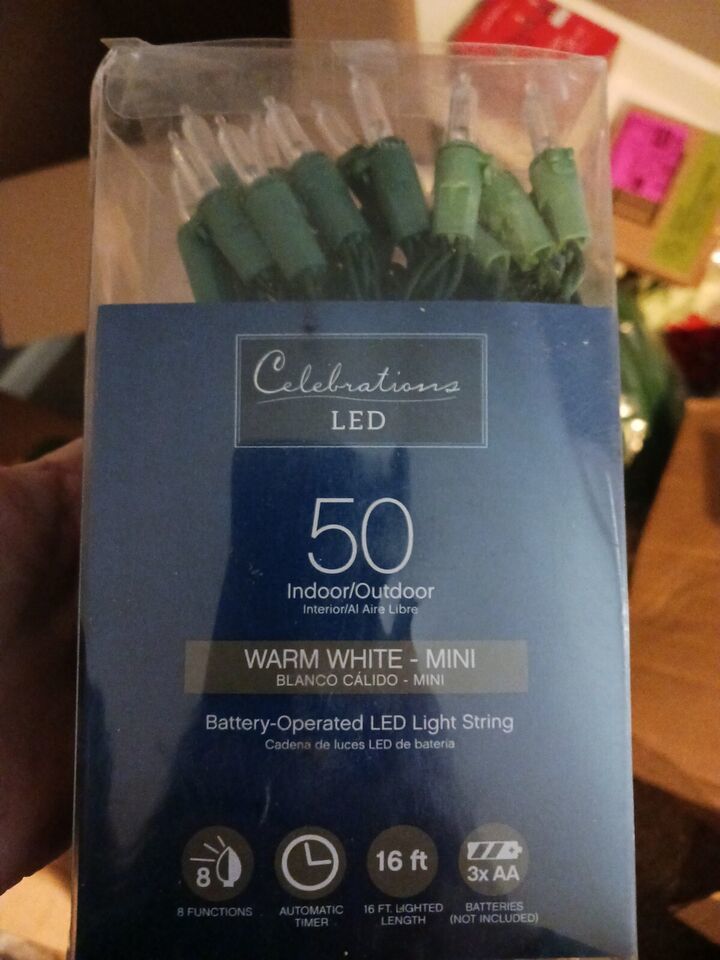 Celebrations
LED
50
Indoor/Outdoor
Interior/Al Aire Libre
WARM WHITE - MINI
BLANCO CÁLIDO - MINI
Battery-Operated LED Light String
Cadena de luces LED de bateria
8
8 FUNCTIONS
AUTOMATIC
TIMER
16 ft
16 FT. LIGHTED
LENGTH
3x AA
BATTERIES
(NOT INCLUDED)